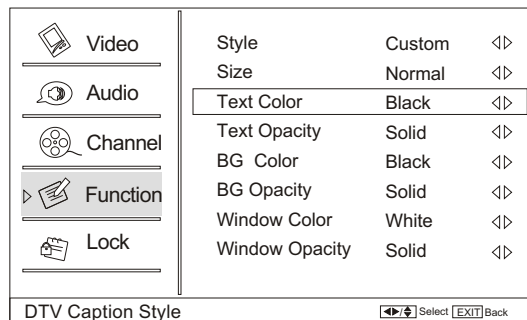 Video
Audio
Channel
Function
Lock
Style Custom
Size Normal
Text Color Black
Text Opacity Solid
BG Color Black
BG Opacity Solid
Window Color White
Window Opacity Solid
DTV Caption Style
Select EXIT Back